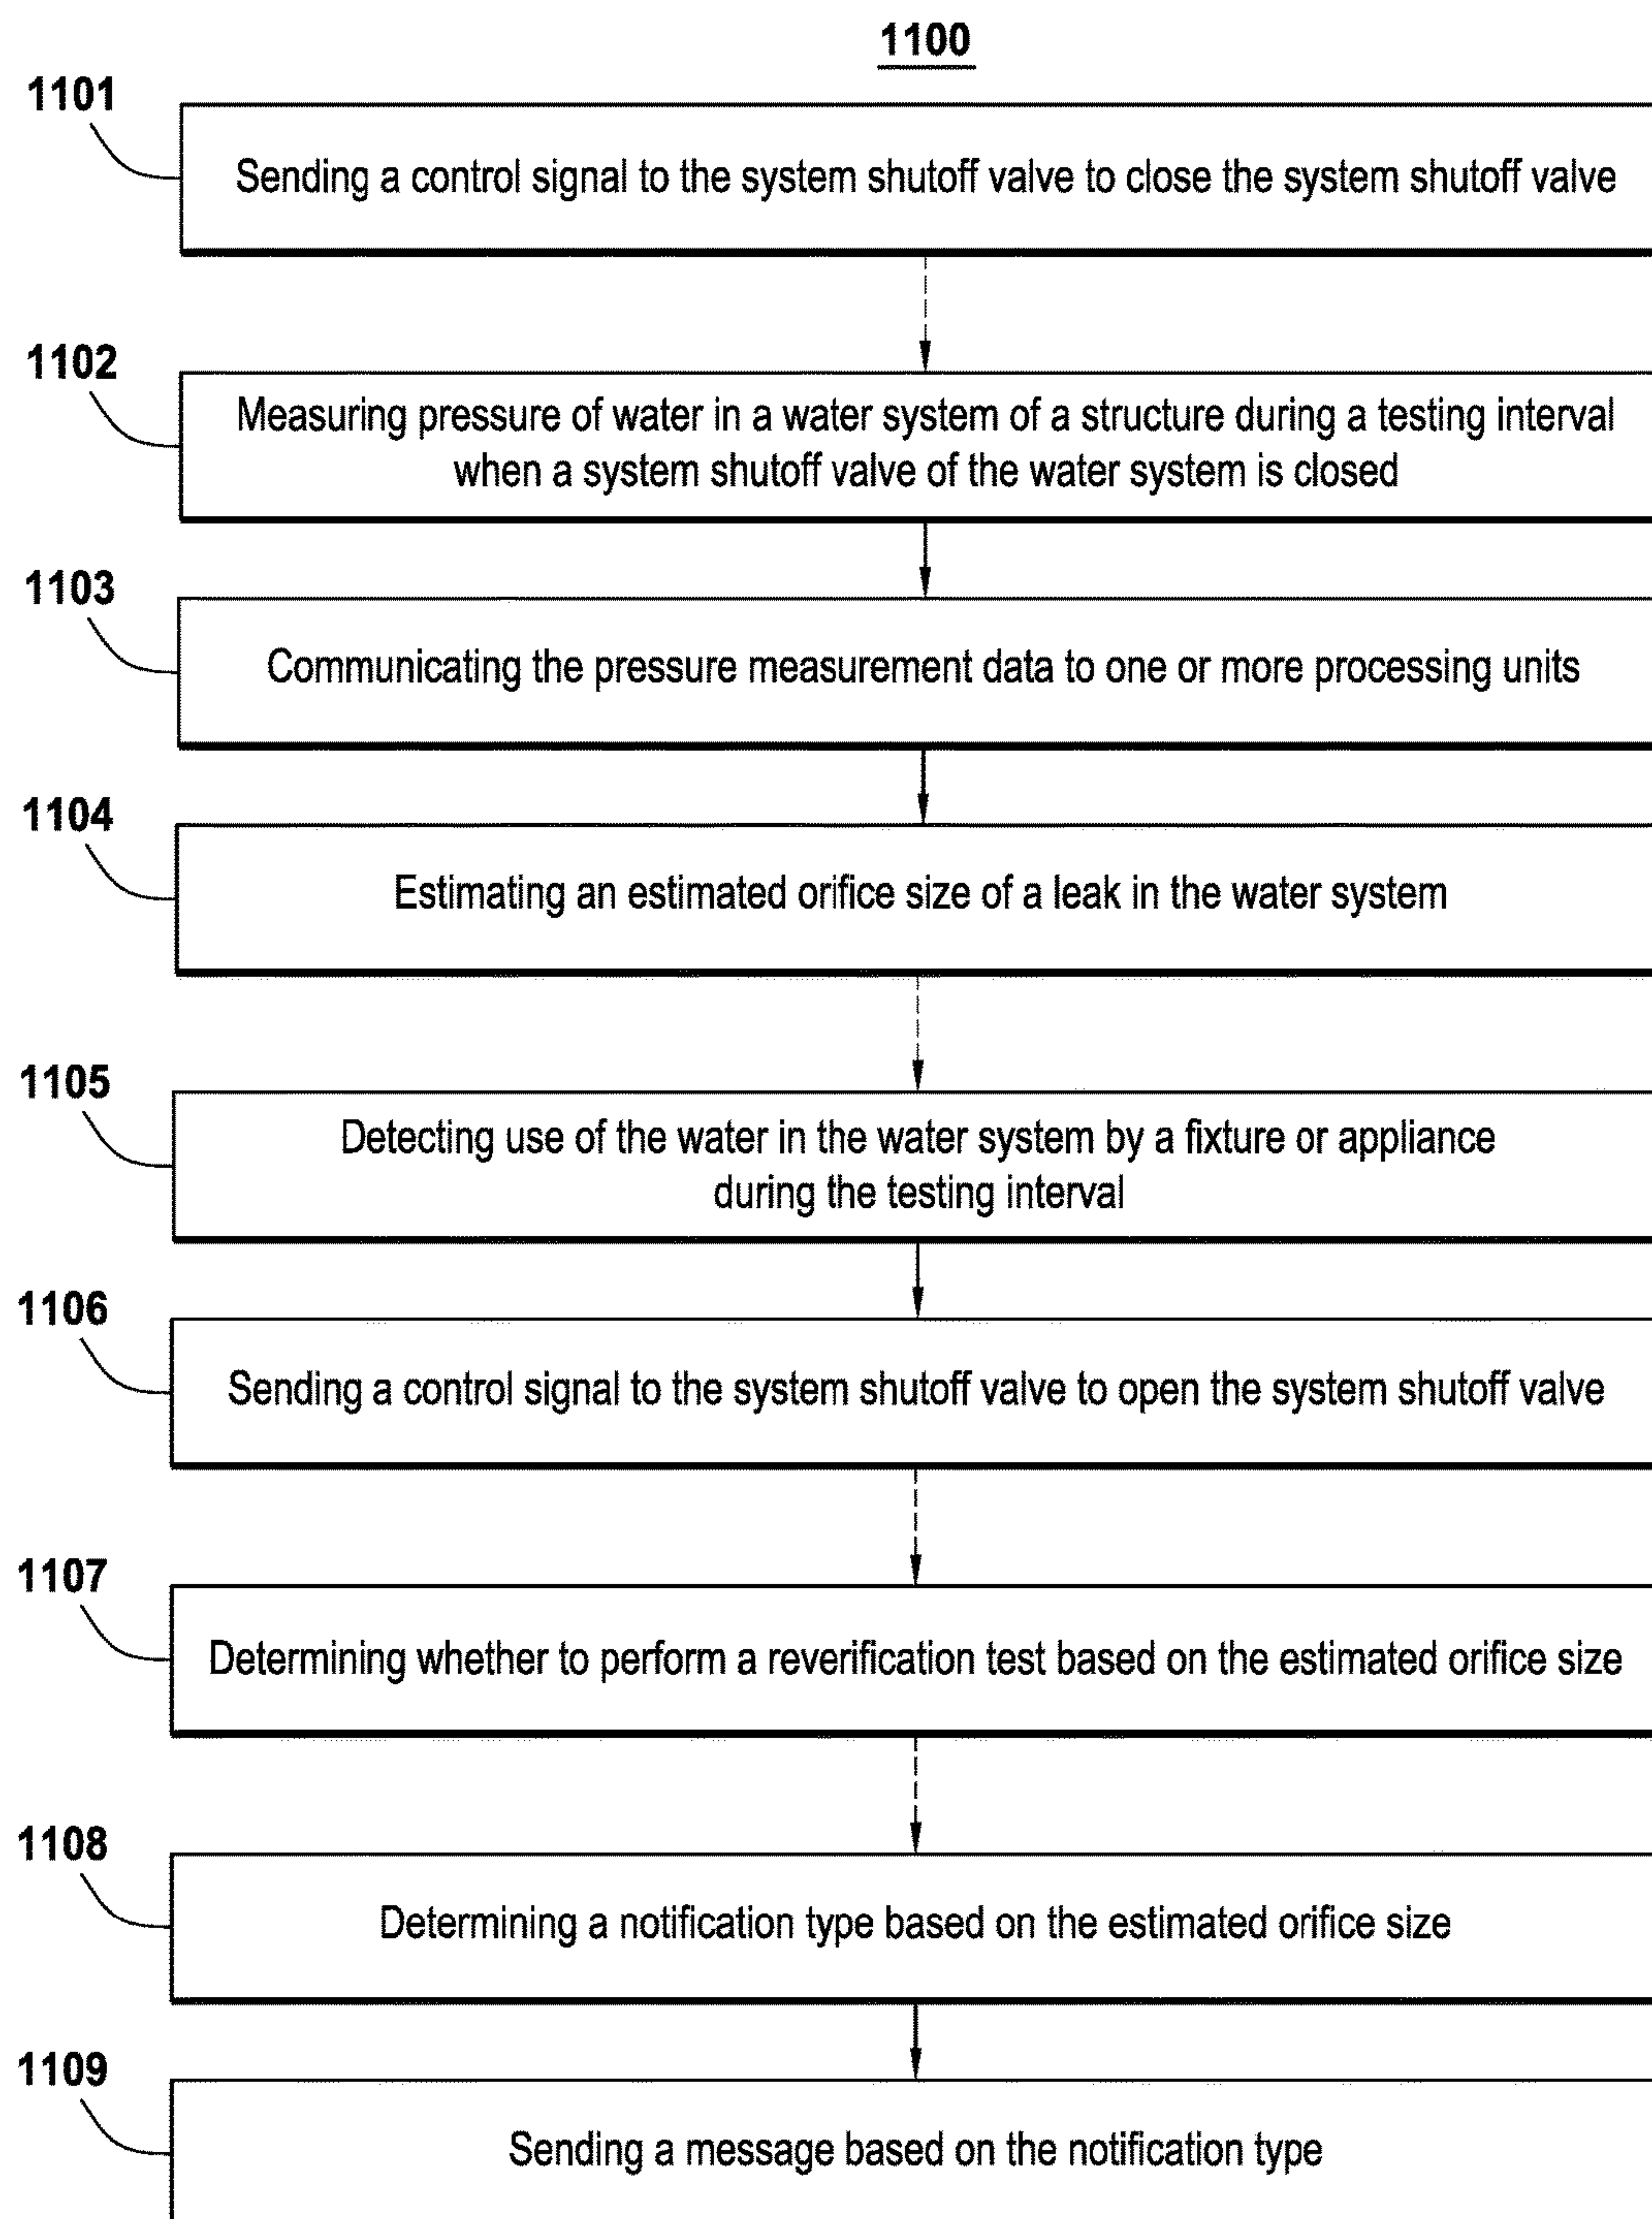 1100
1101
Sending a control signal to the system shutoff valve to close the system shutoff valve
1102
Measuring pressure of water in a water system of a structure during a testing interval
when a system shutoff valve of the water system is closed
1103
Communicating the pressure measurement data to one or more processing units
1104
Estimating an estimated orifice size of a leak in the water system
1105
Detecting use of the water in the water system by a fixture or appliance
during the testing interval
1106
Sending a control signal to the system shutoff valve to open the system shutoff valve
1107
Determining whether to perform a reverification test based on the estimated orifice size
1108
Determining a notification type based on the estimated orifice size
1109
Sending a message based on the notification type